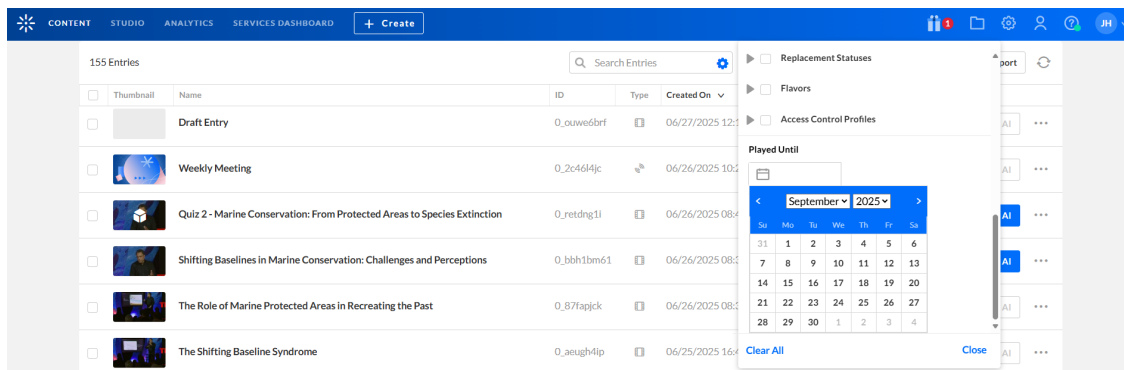 CONTENT STUDIO ANALYTICS SERVICES DASHBOARD + Create 1 JH
155 Entries Search Entries port
Thumbnail Name ID Type Created On
Draft Entry 0_ouwe6brf 06/27/2025 12:1 AI
Weekly Meeting 0_2c46l4jc 06/26/2025 10:2 AI
Quiz 2 - Marine Conservation: From Protected Areas to Species Extinction 0_retdng1i 06/26/2025 08:4 AI
Shifting Baselines in Marine Conservation: Challenges and Perceptions 0_bbh1bm61 06/26/2025 08:3 AI
The Role of Marine Protected Areas in Recreating the Past 0_87fapjck 06/26/2025 08:3 AI
The Shifting Baseline Syndrome 0_aeugh4ip 06/25/2025 16:4 AI
Replacement Statuses
Flavors
Access Control Profiles
Played Until
September 2025
Su Mo Tu We Th Fr Sa
31 1 2 3 4 5 6
7 8 9 10 11 12 13
14 15 16 17 18 19 20
21 22 23 24 25 26 27
28 29 30 1 2 3 4
Clear All Close